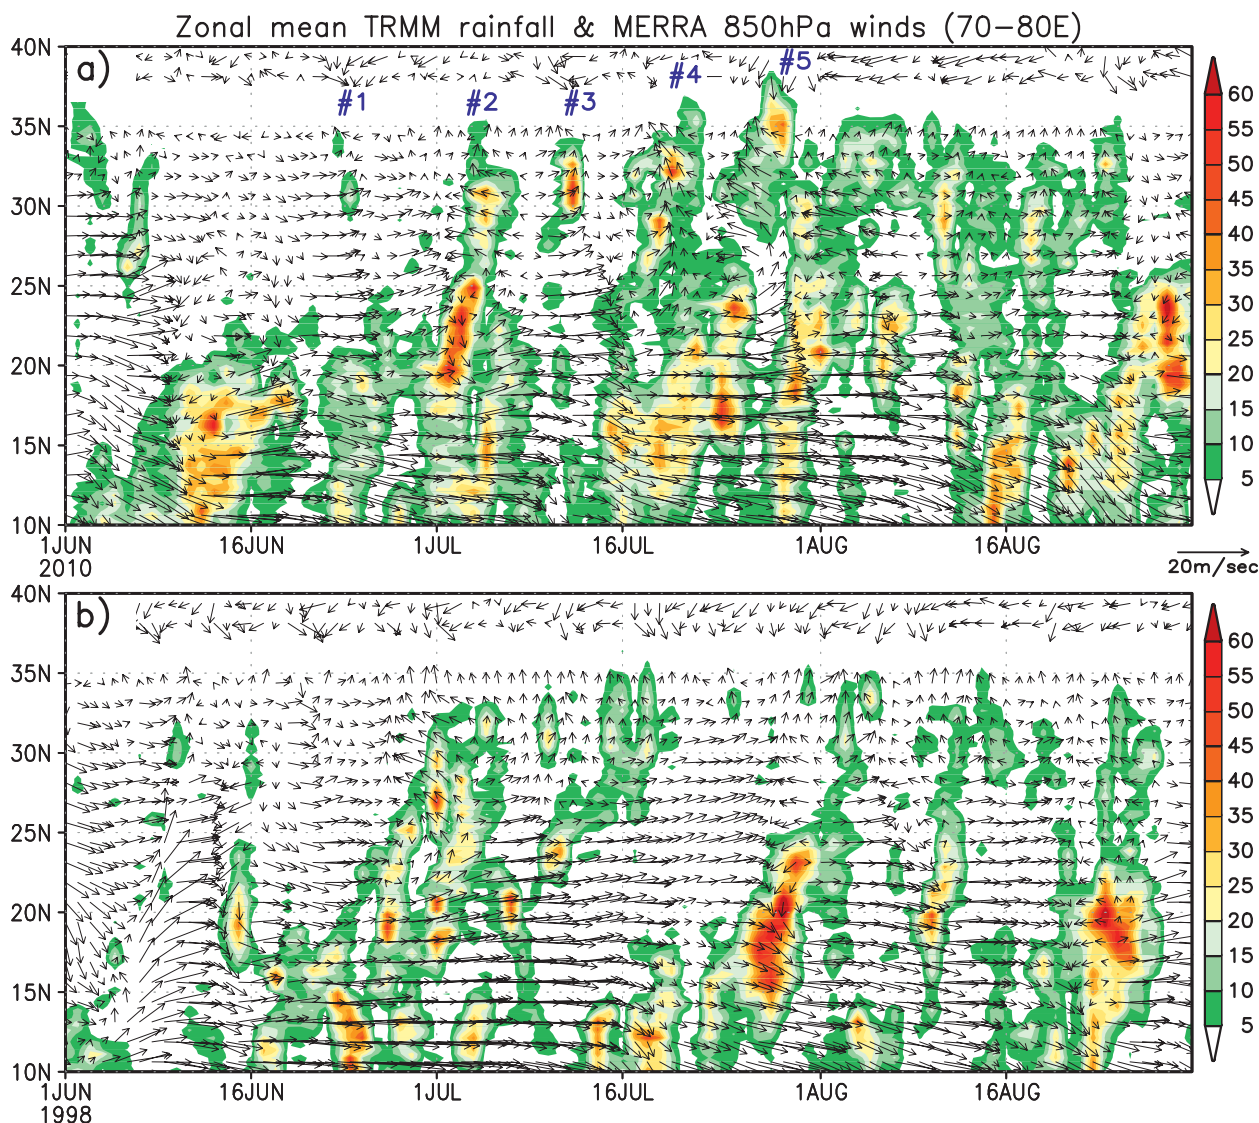 Zonal mean TRMM rainfall & MERRA 850hPa winds (70-80E)
a)
#1
#2
#3
#4
#5
40N
35N
30N
25N
20N
15N
10N
1JUN
2010
16JUN
1JUL
16JUL
1AUG
16AUG
60
55
50
45
40
35
30
25
20
15
10
5
20m/sec
b)
40N
35N
30N
25N
20N
15N
10N
1JUN
1998
16JUN
1JUL
16JUL
1AUG
16AUG
60
55
50
45
40
35
30
25
20
15
10
5